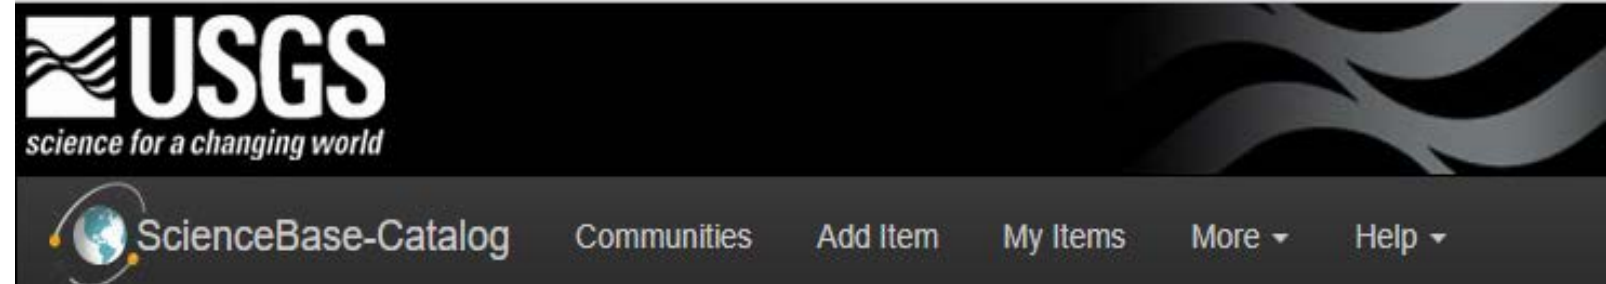 USGS
science for a changing world
ScienceBase-Catalog Communities Add Item My Items More Help